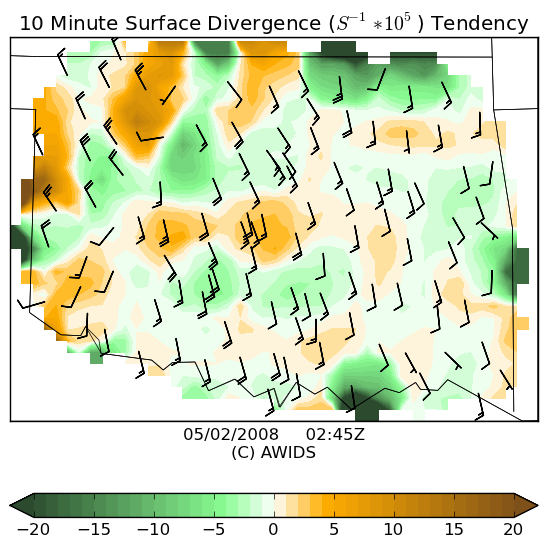 10 Minute Surface Divergence (S⁻¹ *10⁵ ) Tendency
05/02/2008 02:45Z
(C) AWIDS
−20 −15 −10 −5 0 5 10 15 20